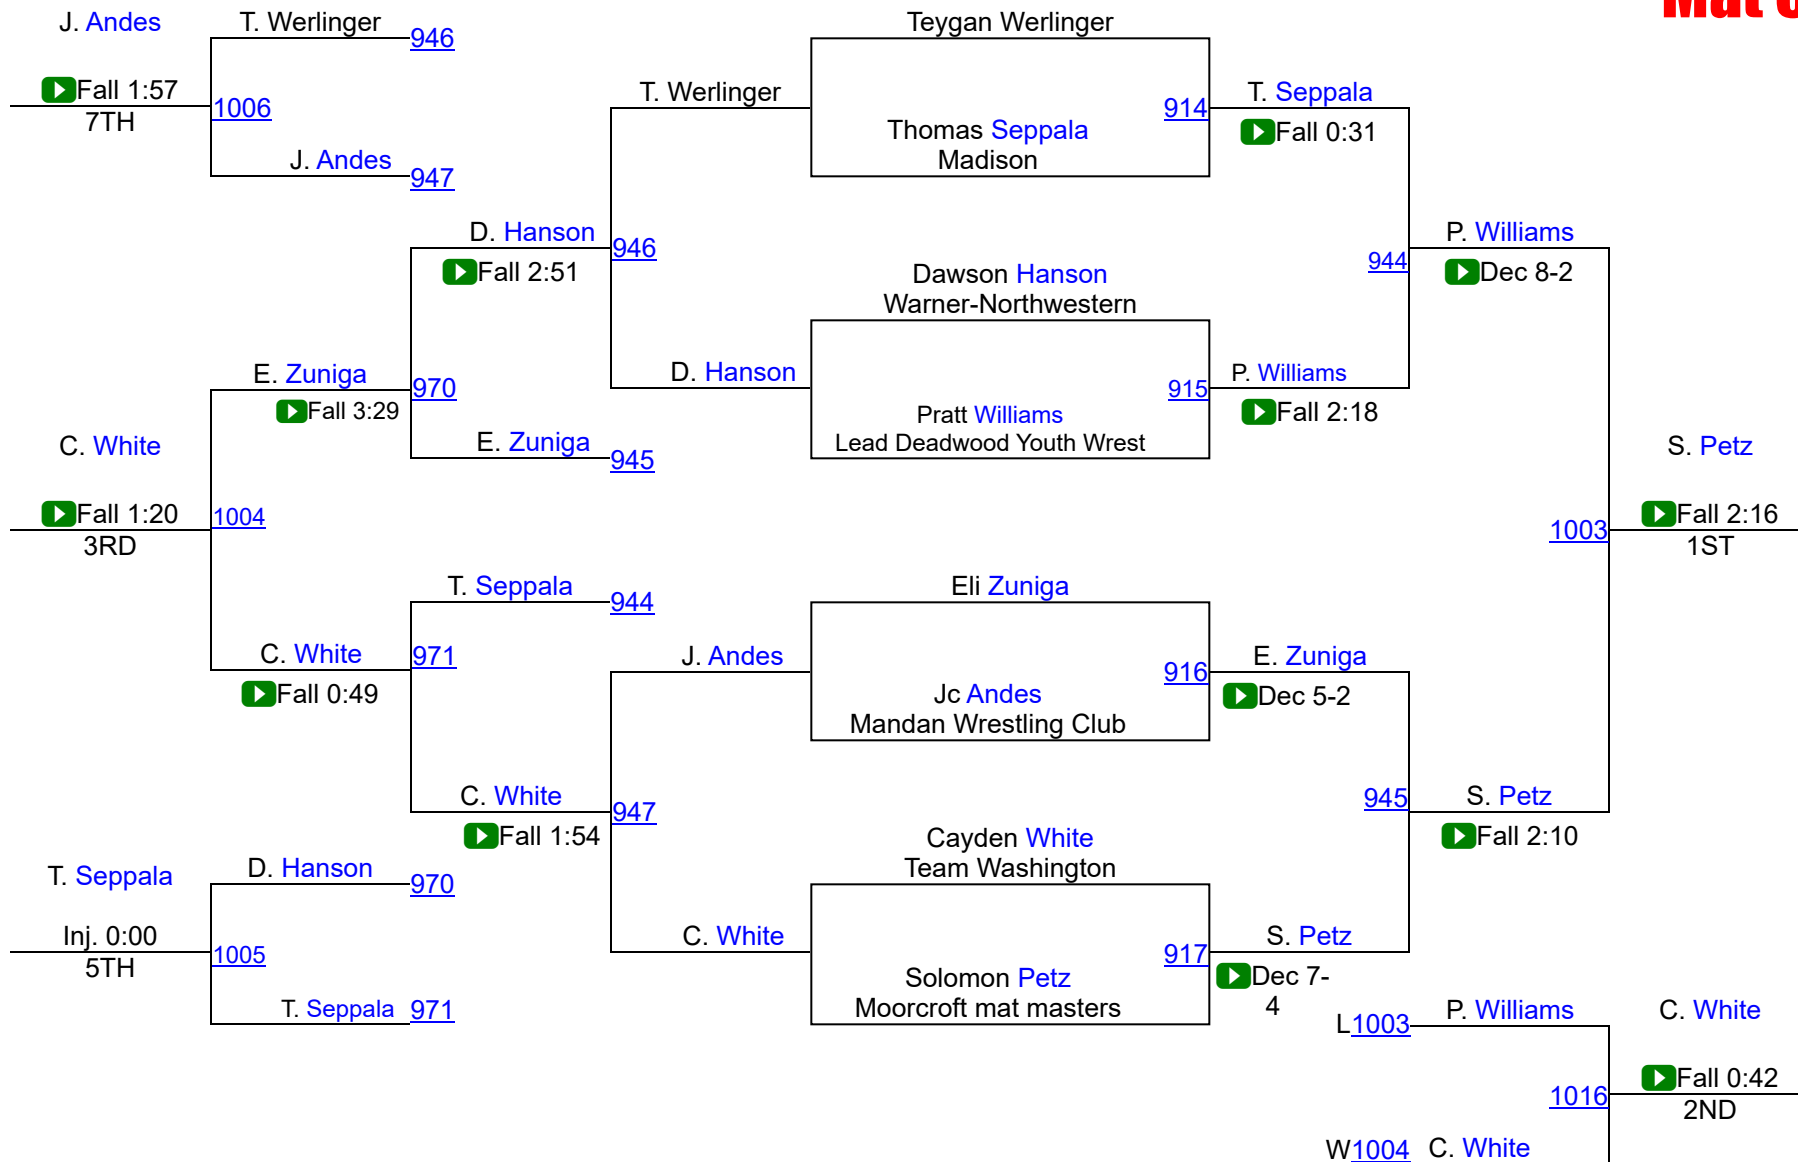 Mat
J. Andes
T. Werlinger
946
Teygan Werlinger
Fall 1:57
7TH
1006
T. Werlinger
914
T. Seppala
Fall 0:31
Thomas Seppala
Madison
J. Andes
947
D. Hanson
946
Fall 2:51
944
P. Williams
Dec 8-2
Dawson Hanson
Warner-Northwestern
E. Zuniga
970
Fall 3:29
D. Hanson
915
P. Williams
Fall 2:18
Pratt Williams
Lead Deadwood Youth Wrest
E. Zuniga
945
C. White
Fall 1:20
3RD
1004
S. Petz
1003
Fall 2:16
1ST
T. Seppala
944
Eli Zuniga
C. White
971
Fall 0:49
J. Andes
916
E. Zuniga
Dec 5-2
Jc Andes
Mandan Wrestling Club
C. White
947
Fall 1:54
945
S. Petz
Fall 2:10
Cayden White
Team Washington
T. Seppala
D. Hanson
970
Inj. 0:00
5TH
1005
C. White
917
S. Petz
Dec 7-
4
Solomon Petz
Moorcroft mat masters
T. Seppala
971
L1003
P. Williams
C. White
1016
Fall 0:42
2ND
W1004
C. White